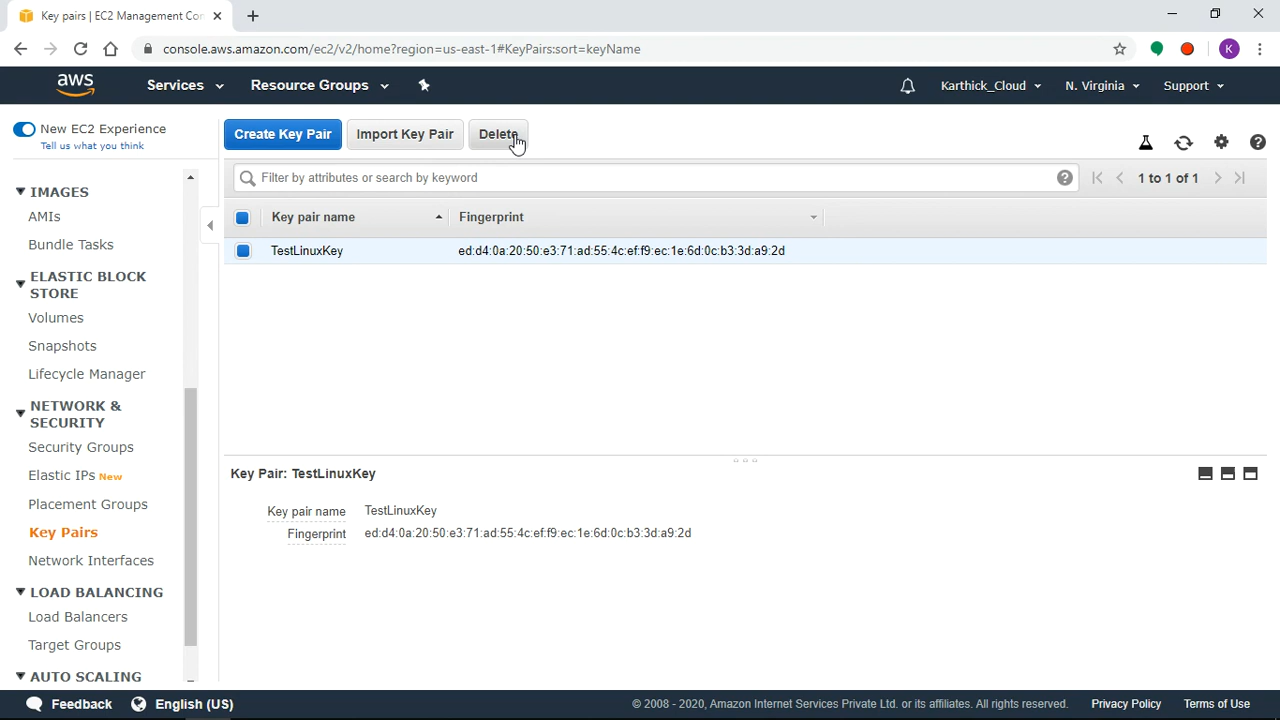 Key pairs | EC2 Management Con
console.aws.amazon.com/ec2/v2/home?region=us-east-1#KeyPairs:sort=keyName
K
aws
Services
Resource Groups
Karthick_Cloud
N. Virginia
Support
New EC2 Experience
Tell us what you think
Create Key Pair
Import Key Pair
Delete
Filter by attributes or search by keyword
1 to 1 of 1
Key pair name
Fingerprint
TestLinuxKey
ed:d4:0a:20:50:e3:71:ad:55:4c:ef:f9:ec:1e:6d:0c:b3:3d:a9:2d
IMAGES
AMIs
Bundle Tasks
ELASTIC BLOCK
STORE
Volumes
Snapshots
Lifecycle Manager
NETWORK &
SECURITY
Security Groups
Elastic IPs New
Placement Groups
Key Pairs
Network Interfaces
LOAD BALANCING
Load Balancers
Target Groups
AUTO SCALING
Key Pair: TestLinuxKey
Key pair name TestLinuxKey
Fingerprint ed:d4:0a:20:50:e3:71:ad:55:4c:ef:f9:ec:1e:6d:0c:b3:3d:a9:2d
Feedback
English (US)
© 2008 - 2020, Amazon Internet Services Private Ltd. or its affiliates. All rights reserved.
Privacy Policy
Terms of Use